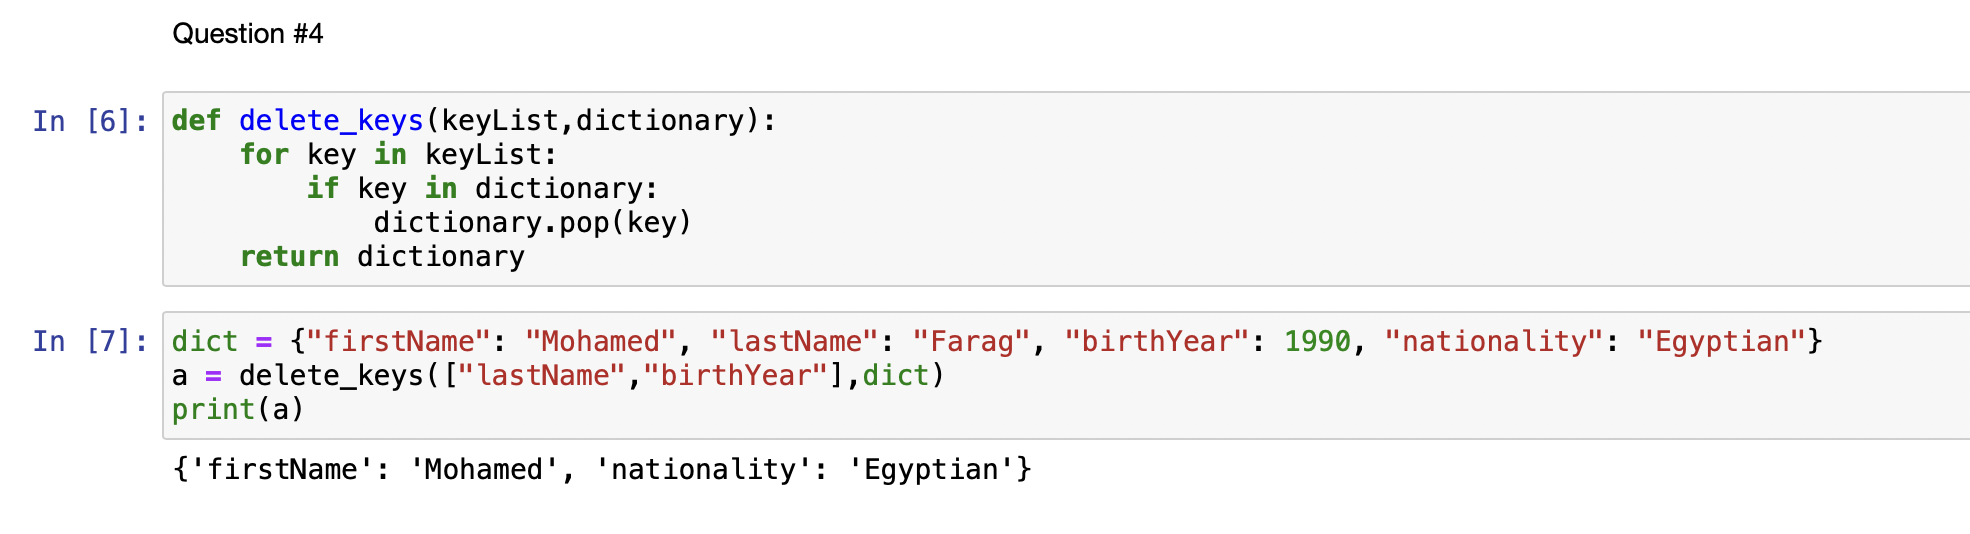 Question #4
In [6]: def delete_keys(keyList,dictionary):
    for key in keyList:
        if key in dictionary:
            dictionary.pop(key)
    return dictionary
In [7]: dict = {"firstName": "Mohamed", "lastName": "Farag", "birthYear": 1990, "nationality": "Egyptian"}
a = delete_keys(["lastName","birthYear"],dict)
print(a)
{'firstName': 'Mohamed', 'nationality': 'Egyptian'}